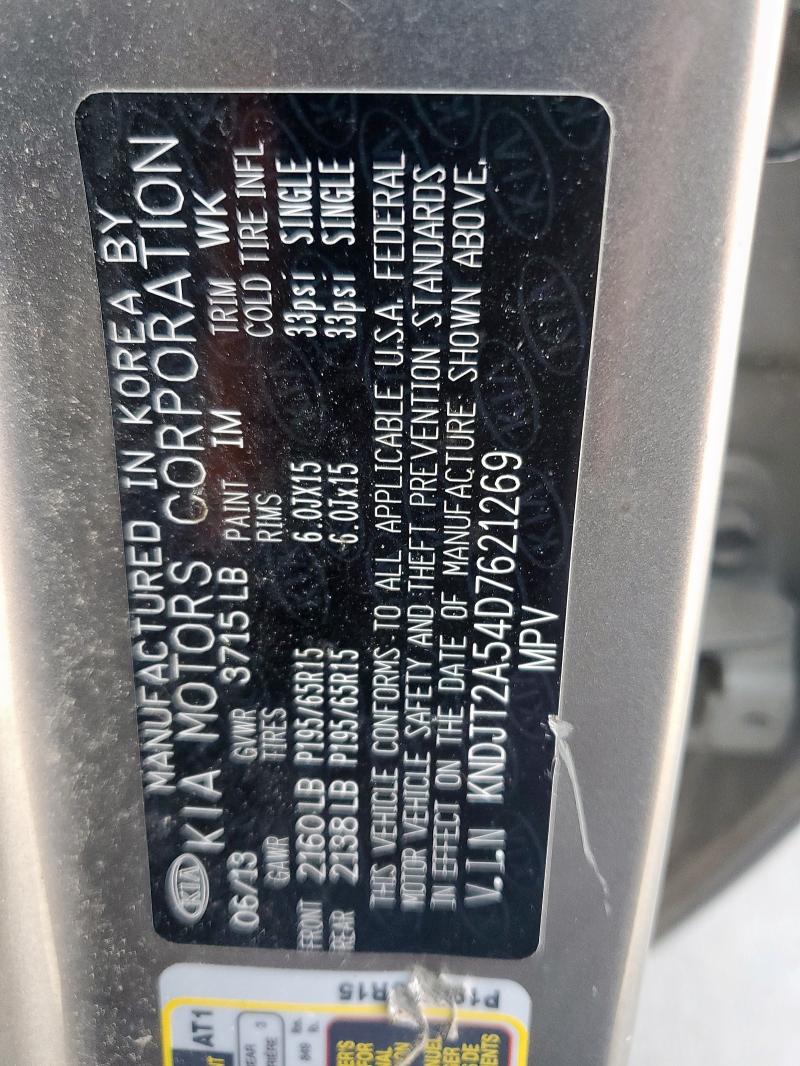 MANUFACTURED IN KOREA BY
KIA KIA MOTORS CORPORATION
06/13 GVWR 3715LB PAINT IM TRIM WK
GAWR TIRES RIMS COLD TIRE INFL
FRONT 2160LB P195/65R15 6.0JX15 33psi SINGLE
REAR 2138LB P195/65R15 6.0Jx15 33psi SINGLE
THIS VEHICLE CONFORMS TO ALL APPLICABLE U.S.A. FEDERAL
MOTOR VEHICLE SAFETY AND THEFT PREVENTION STANDARDS
IN EFFECT ON THE DATE OF MANUFACTURE SHOWN ABOVE.
V.I.N KNDJT2A54D7621269
MPV
AT1